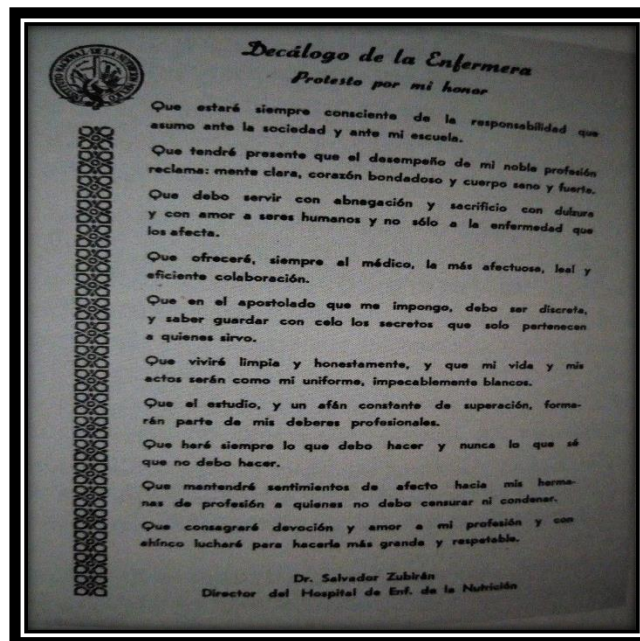 INSTITUTO NACIONAL DE LA NUTRICION
Decálogo de la Enfermera
Protesto por mi honor
Que estaré siempre consciente de la responsabilidad que
asumo ante la sociedad y ante mi escuela.
Que tendré presente que el desempeño de mi noble profesión
reclama: mente clara, corazón bondadoso y cuerpo sano y fuerte.
Que debo servir con abnegación y sacrificio con dulzura
y con amor a seres humanos y no sólo a la enfermedad que
los afecta.
Que ofreceré, siempre al médico, la más afectuosa, leal y
eficiente colaboración.
Que en el apostolado que me impongo, debo ser discreta,
y saber guardar con celo los secretos que solo pertenecen
a quienes sirvo.
Que viviré limpia y honestamente, y que mi vida y mis
actos serán como mi uniforme, impecablemente blancos.
Que el estudio, y un afán constante de superación, forma-
rán parte de mis deberes profesionales.
Que haré siempre lo que debo hacer y nunca lo que sé
que no debo hacer.
Que mantendré sentimientos de afecto hacia mis herma-
nas de profesión a quienes no debo censurar ni condenar.
Que consagraré devoción y amor a mi profesión y con
ahínco lucharé para hacerla más grande y respetable.
Dr. Salvador Zubirán
Director del Hospital de Enf. de la Nutrición